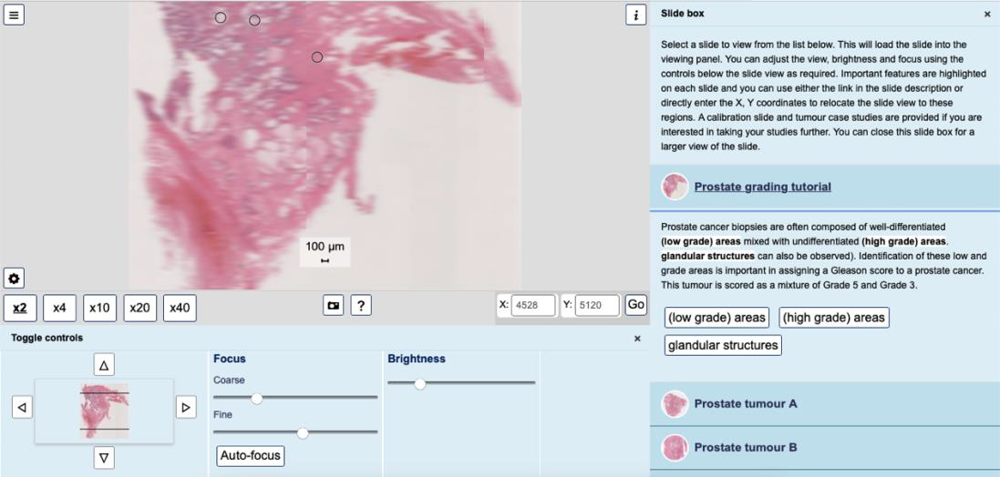 i
100 µm
x2 x4 x10 x20 x40 ? X: 4528 Y: 5120 Go
Toggle controls ×
Focus
Coarse
Fine
Auto-focus
Brightness
Slide box ×
Select a slide to view from the list below. This will load the slide into the
viewing panel. You can adjust the view, brightness and focus using the
controls below the slide view as required. Important features are highlighted
on each slide and you can use either the link in the slide description or
directly enter the X, Y coordinates to relocate the slide view to these
regions. A calibration slide and tumour case studies are provided if you are
interested in taking your studies further. You can close this slide box for a
larger view of the slide.
Prostate grading tutorial
Prostate cancer biopsies are often composed of well-differentiated
(low grade) areas mixed with undifferentiated (high grade) areas.
glandular structures can also be observed). Identification of these low and
grade areas is important in assigning a Gleason score to a prostate cancer.
This tumour is scored as a mixture of Grade 5 and Grade 3.
(low grade) areas (high grade) areas
glandular structures
Prostate tumour A
Prostate tumour B